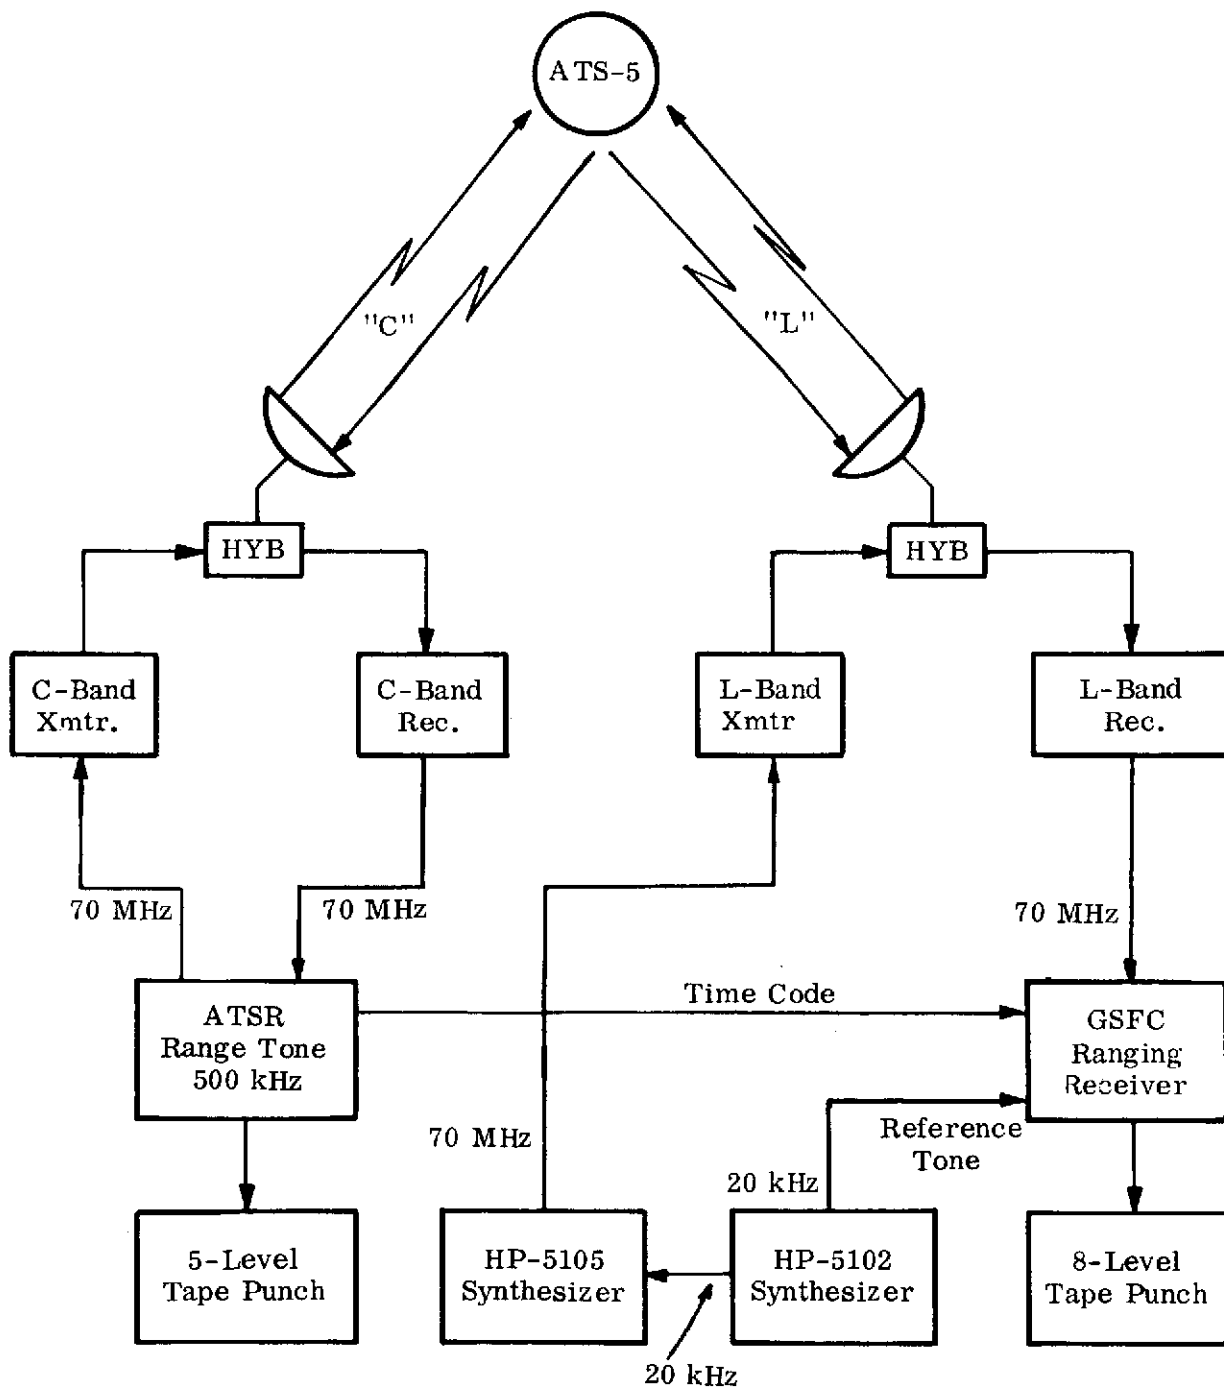 ATS-5
"C"
"L"
HYB
HYB
C-Band
Xmtr.
C-Band
Rec.
L-Band
Xmtr
L-Band
Rec.
70 MHz
70 MHz
70 MHz
ATSR
Range Tone
500 kHz
Time Code
GSFC
Ranging
Receiver
70 MHz
Reference
Tone
20 kHz
5-Level
Tape Punch
HP-5105
Synthesizer
HP-5102
Synthesizer
8-Level
Tape Punch
20 kHz